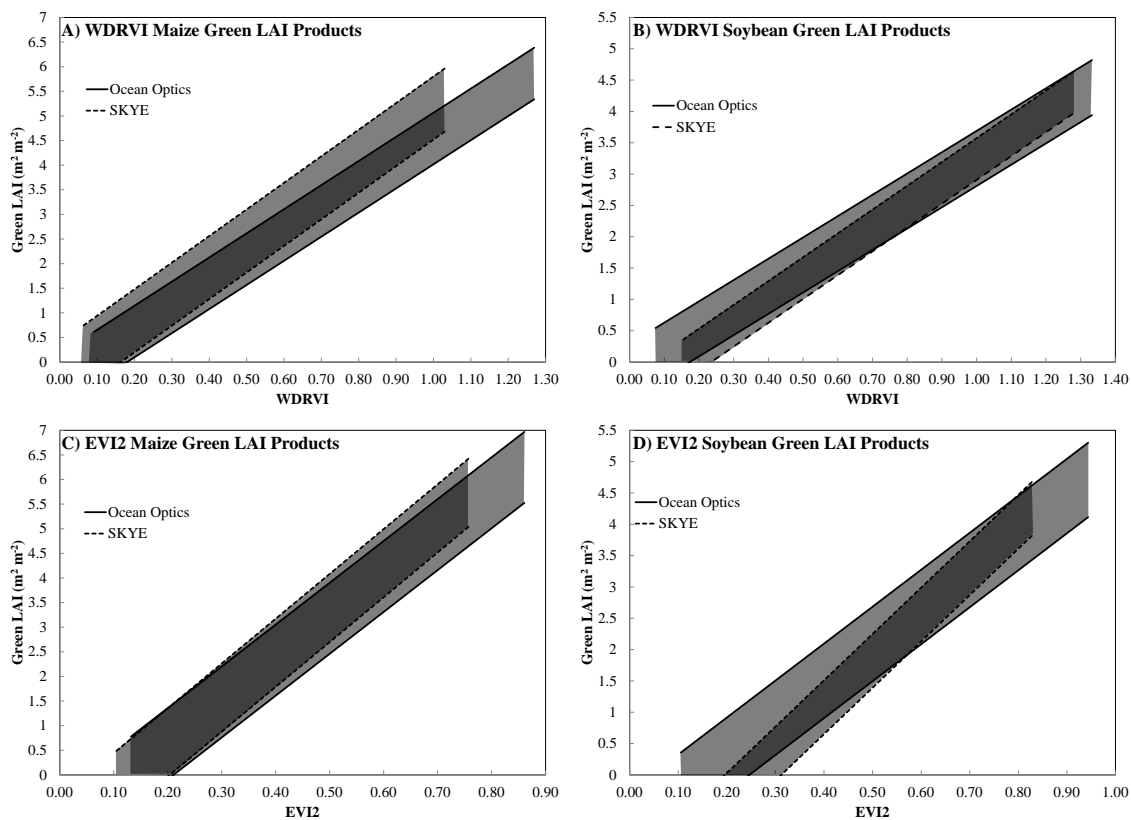 A) WDRVI Maize Green LAI Products
Ocean Optics
SKYE
Green LAI (m² m⁻²)
7
6.5
6
5.5
5
4.5
4
3.5
3
2.5
2
1.5
1
0.5
0
0.00 0.10 0.20 0.30 0.40 0.50 0.60 0.70 0.80 0.90 1.00 1.10 1.20 1.30
WDRVI
B) WDRVI Soybean Green LAI Products
Ocean Optics
SKYE
Green LAI (m² m⁻²)
5
4.5
4
3.5
3
2.5
2
1.5
1
0.5
0
0.00 0.10 0.20 0.30 0.40 0.50 0.60 0.70 0.80 0.90 1.00 1.10 1.20 1.30 1.40
WDRVI
C) EVI2 Maize Green LAI Products
Ocean Optics
SKYE
Green LAI (m² m⁻²)
7
6.5
6
5.5
5
4.5
4
3.5
3
2.5
2
1.5
1
0.5
0
0.00 0.10 0.20 0.30 0.40 0.50 0.60 0.70 0.80 0.90
EVI2
D) EVI2 Soybean Green LAI Products
Ocean Optics
SKYE
Green LAI (m² m⁻²)
5.5
5
4.5
4
3.5
3
2.5
2
1.5
1
0.5
0
0.00 0.10 0.20 0.30 0.40 0.50 0.60 0.70 0.80 0.90 1.00
EVI2